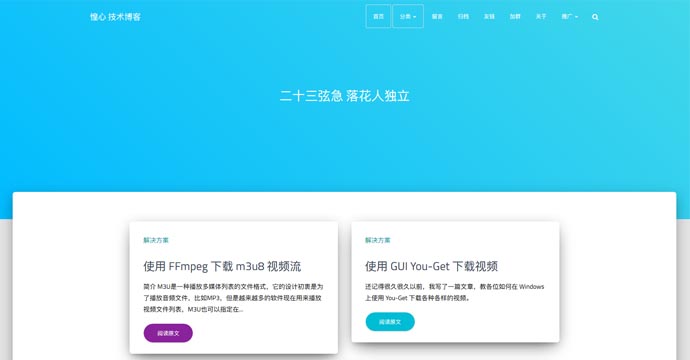 惶心 技术博客
首页 分类 留言 归档 友链 加群 关于 推广
二十三弦急 落花人独立
解决方案
使用 FFmpeg 下载 m3u8 视频流
简介 M3U是一种播放多媒体列表的文件格式，它的设计初衷是为
了播放音频文件，比如MP3，但是越来越多的软件现在用来播放
视频文件列表，M3U也可以指定在...
阅读原文
解决方案
使用 GUI You-Get 下载视频
还记得很久很久以前，我写了一篇文章，教各位如何在 Windows
上使用 You-Get 下载各种各样的视频。
阅读原文